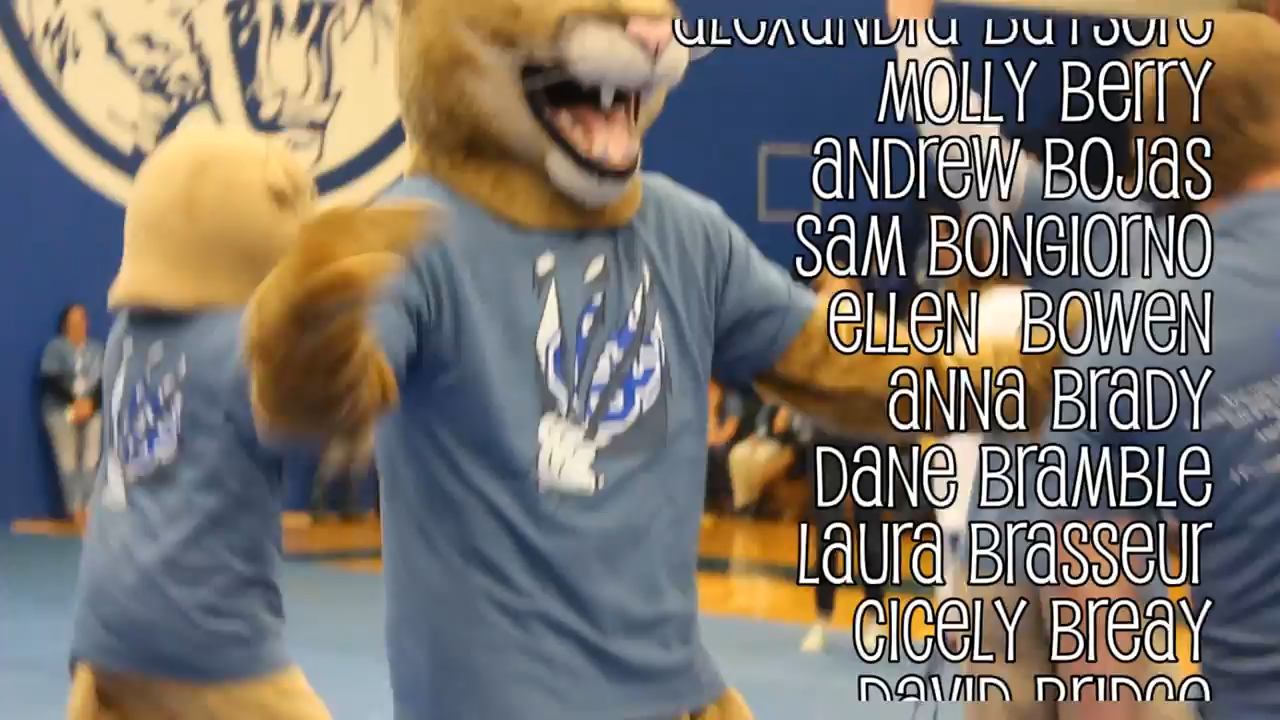 MOLLY Berry
aNDrew BOJas
SaM BONGIOrNO
eLLeN BOWeN
aNNa BraDY
DaNe BraMBLe
Laura Brasseur
CICeLY Breay